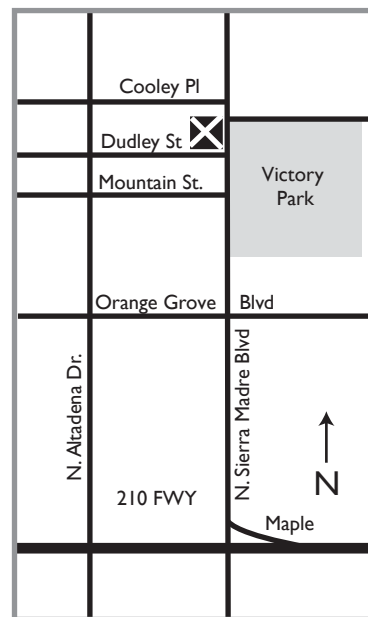 Cooley Pl
Dudley St
Mountain St.
Victory
Park
Orange Grove Blvd
N. Altadena Dr.
N. Sierra Madre Blvd
N
210 FWY
Maple